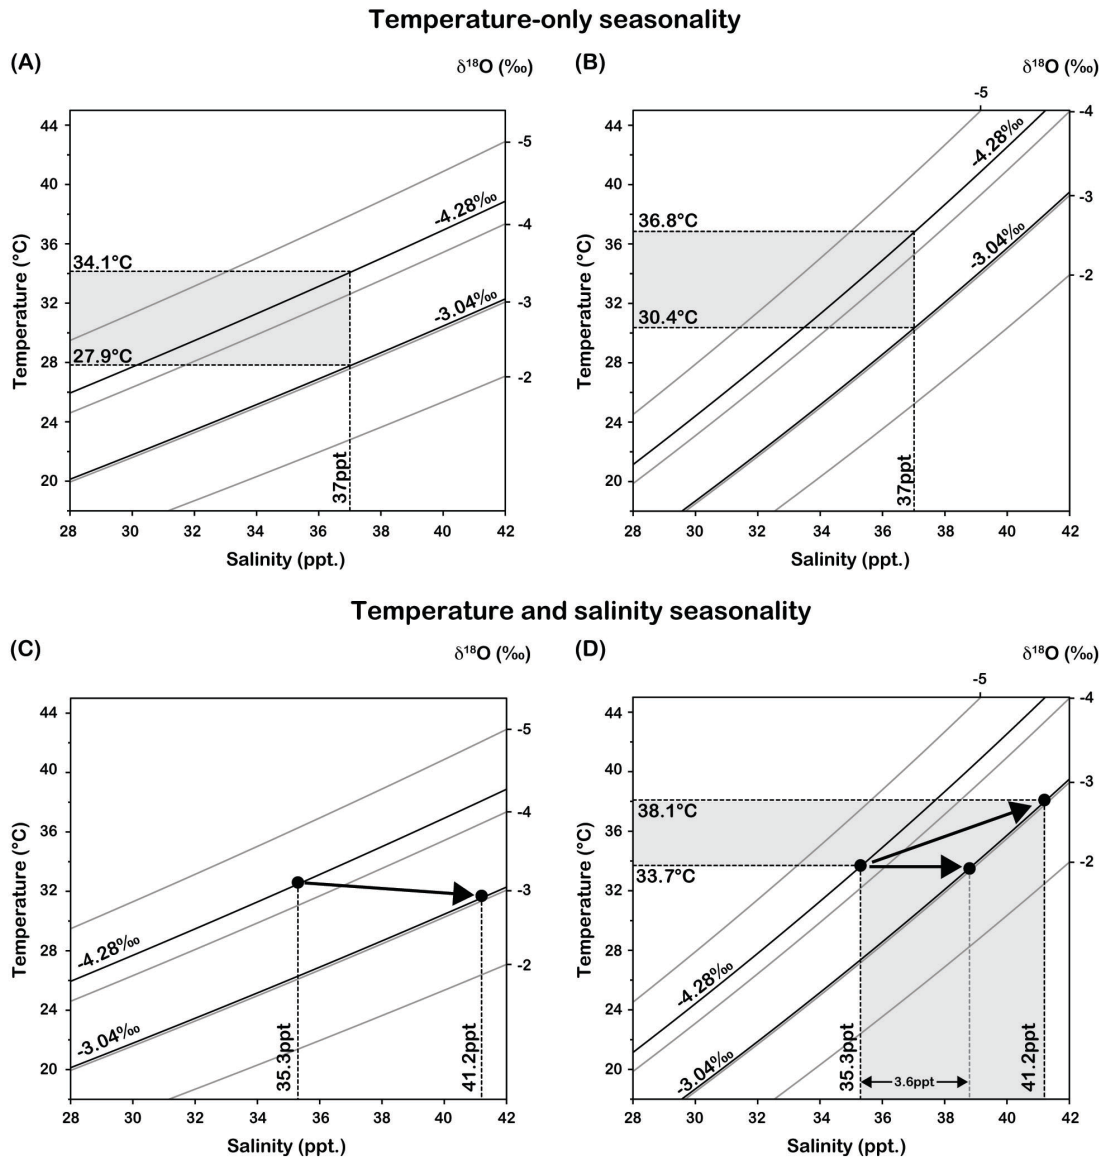 Temperature-only seasonality
(A)
δ¹⁸O (‰)
44
40
36
32
28
24
20
Temperature (°C)
-5
-4
-3
-2
-4.28‰
-3.04‰
34.1°C
27.9°C
37ppt
28 30 32 34 36 38 40 42
Salinity (ppt.)
(B)
δ¹⁸O (‰)
-5
-4
-3
-2
44
40
36
32
28
24
20
Temperature (°C)
-4.28‰
-3.04‰
36.8°C
30.4°C
37ppt
28 30 32 34 36 38 40 42
Salinity (ppt.)
Temperature and salinity seasonality
(C)
δ¹⁸O (‰)
44
40
36
32
28
24
20
Temperature (°C)
-5
-4
-3
-2
-4.28‰
-3.04‰
35.3ppt
41.2ppt
28 30 32 34 36 38 40 42
Salinity (ppt.)
(D)
δ¹⁸O (‰)
-5
-4
-3
-2
44
40
36
32
28
24
20
Temperature (°C)
38.1°C
33.7°C
-4.28‰
-3.04‰
35.3ppt
3.6ppt
41.2ppt
28 30 32 34 36 38 40 42
Salinity (ppt.)